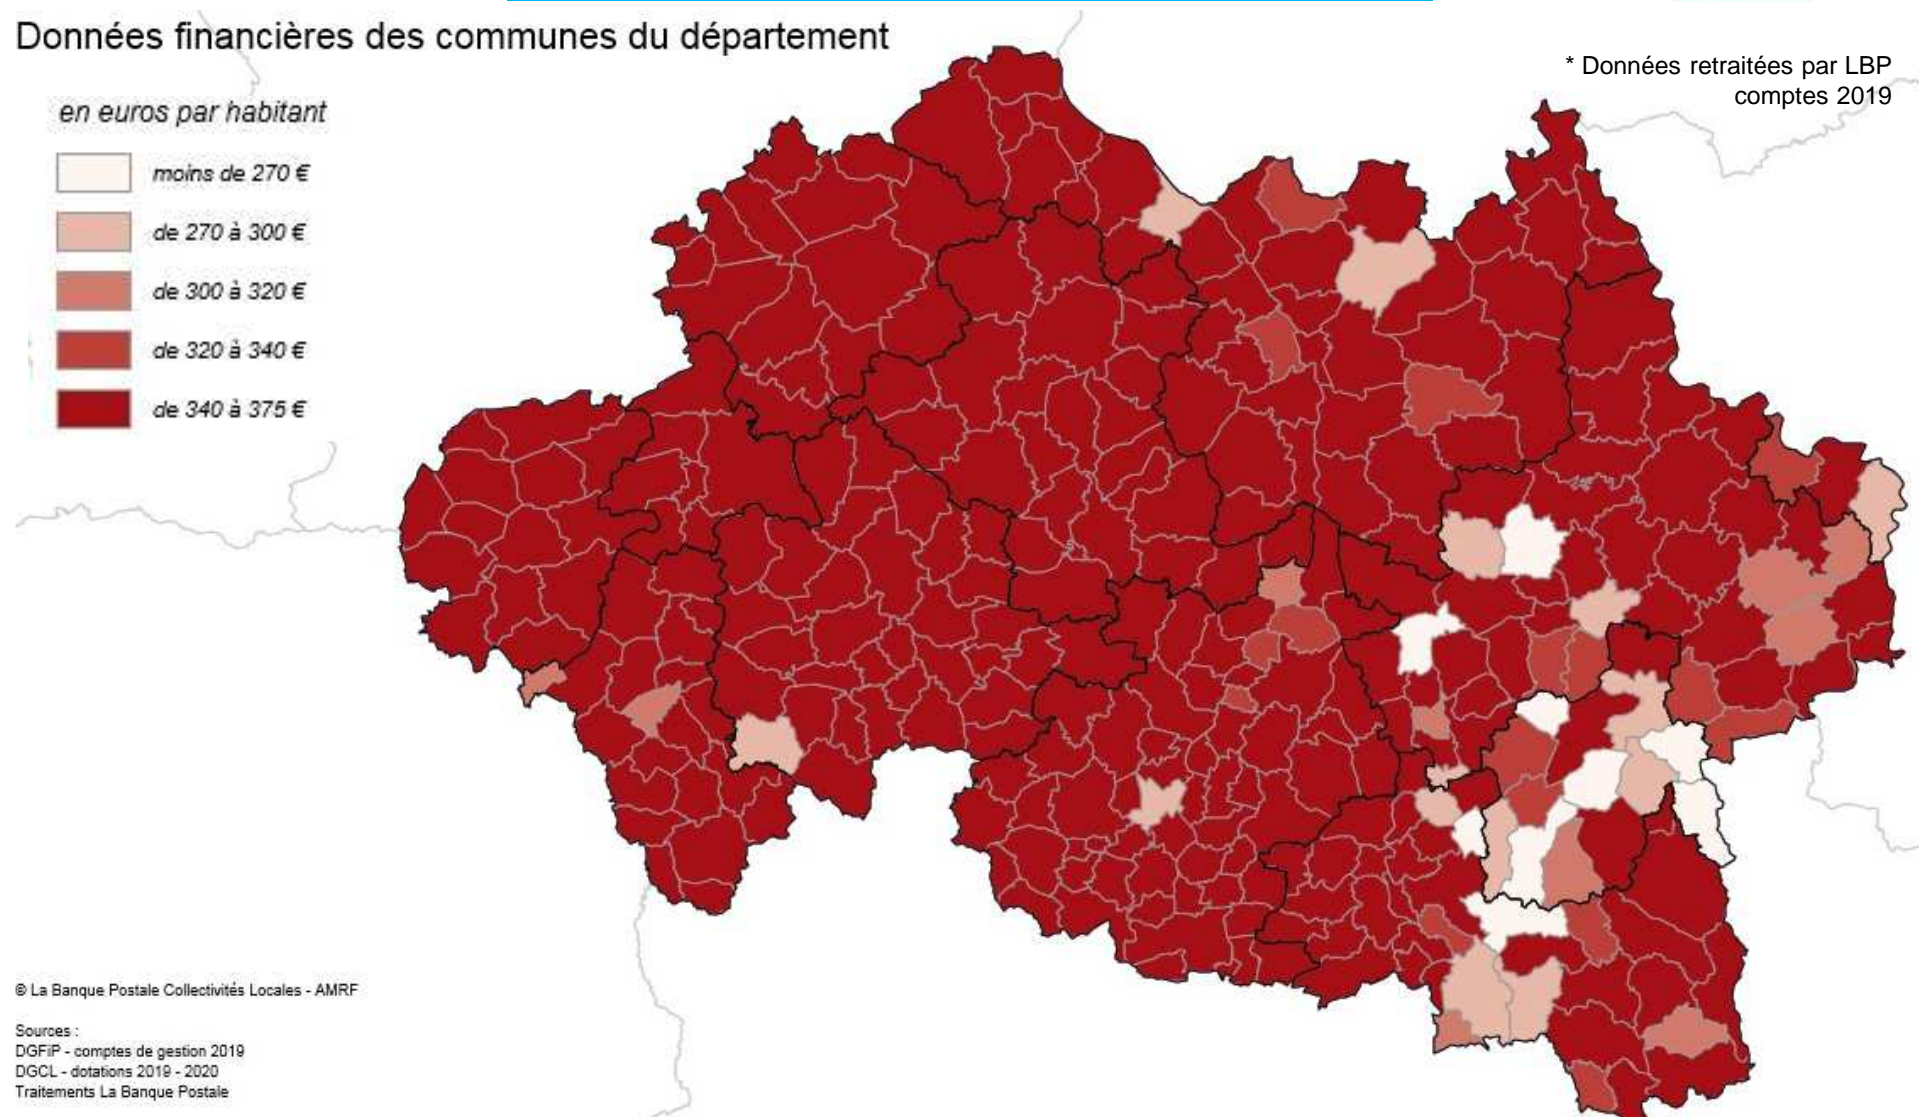 Données financières des communes du département
* Données retraitées par LBP
comptes 2019
en euros par habitant
moins de 270 €
de 270 à 300 €
de 300 à 320 €
de 320 à 340 €
de 340 à 375 €
© La Banque Postale Collectivités Locales - AMRF
Sources :
DGFiP - comptes de gestion 2019
DGCL - dotations 2019 - 2020
Traitements La Banque Postale